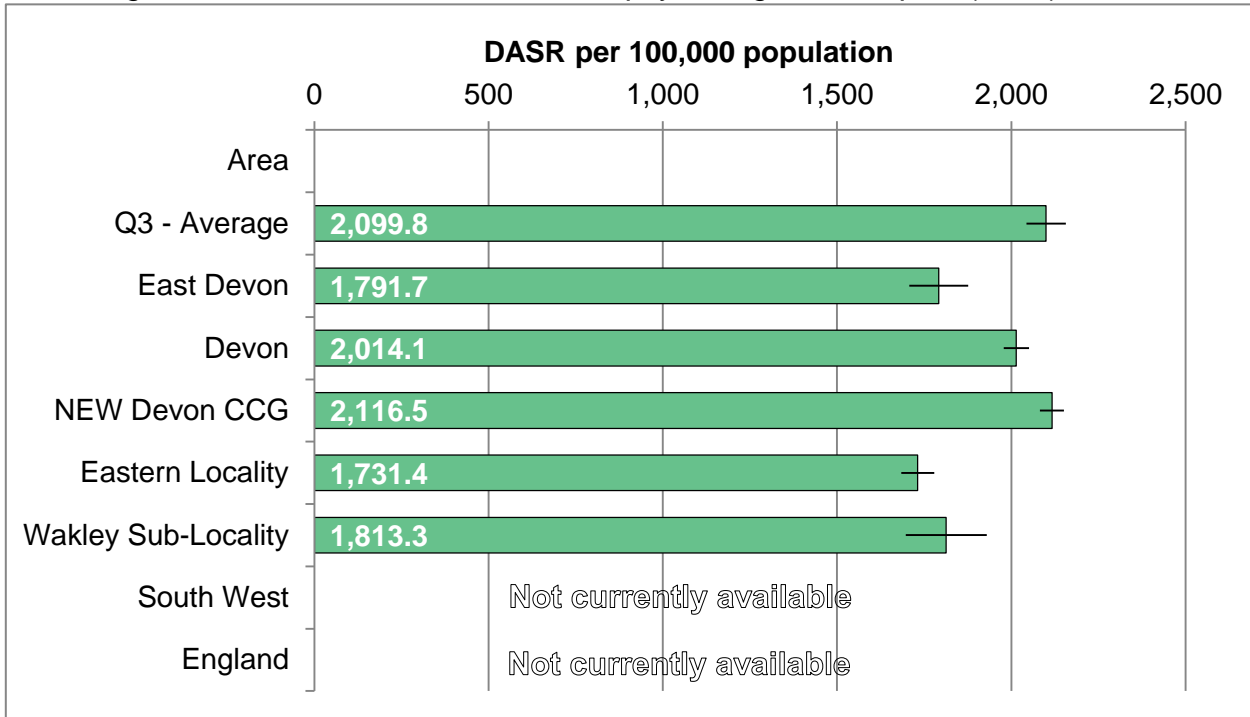 DASR per 100,000 population
0 500 1,000 1,500 2,000 2,500
Area
Q3 - Average 2,099.8
East Devon 1,791.7
Devon 2,014.1
NEW Devon CCG 2,116.5
Eastern Locality 1,731.4
Wakley Sub-Locality 1,813.3
South West Not currently available
England Not currently available